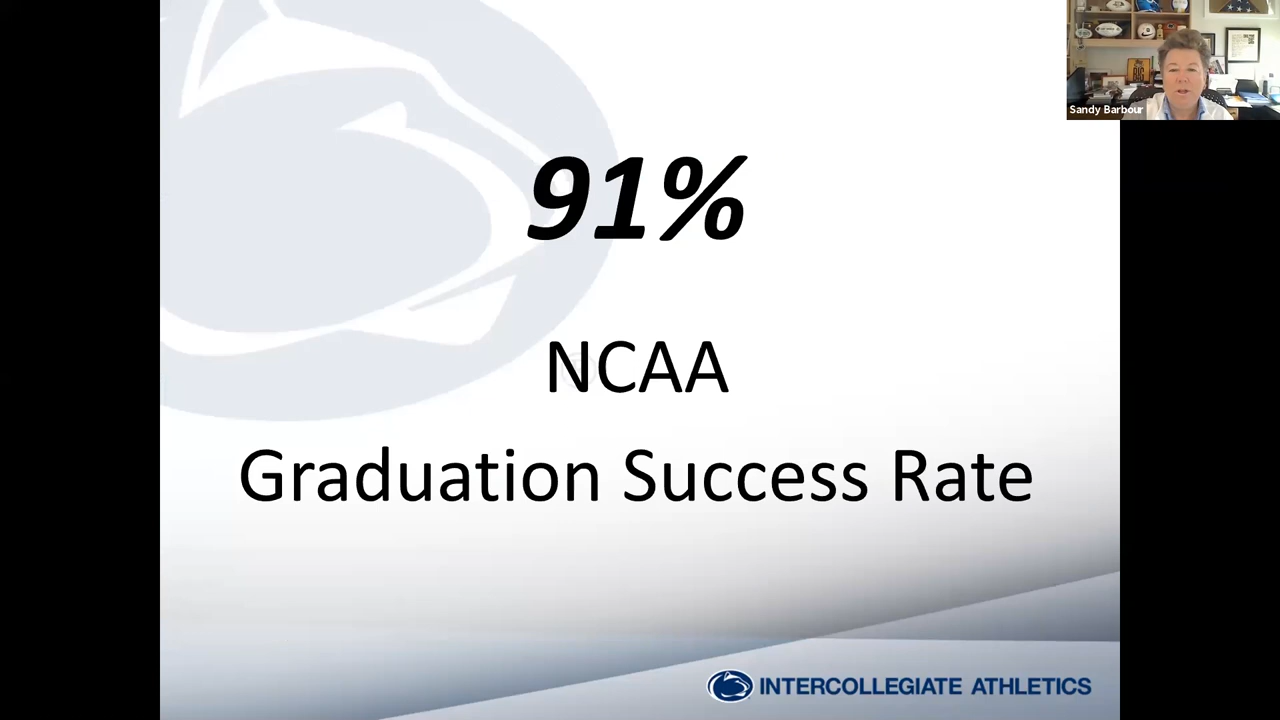 Sandy Barbour
91%
NCAA
Graduation Success Rate
INTERCOLLEGIATE ATHLETICS